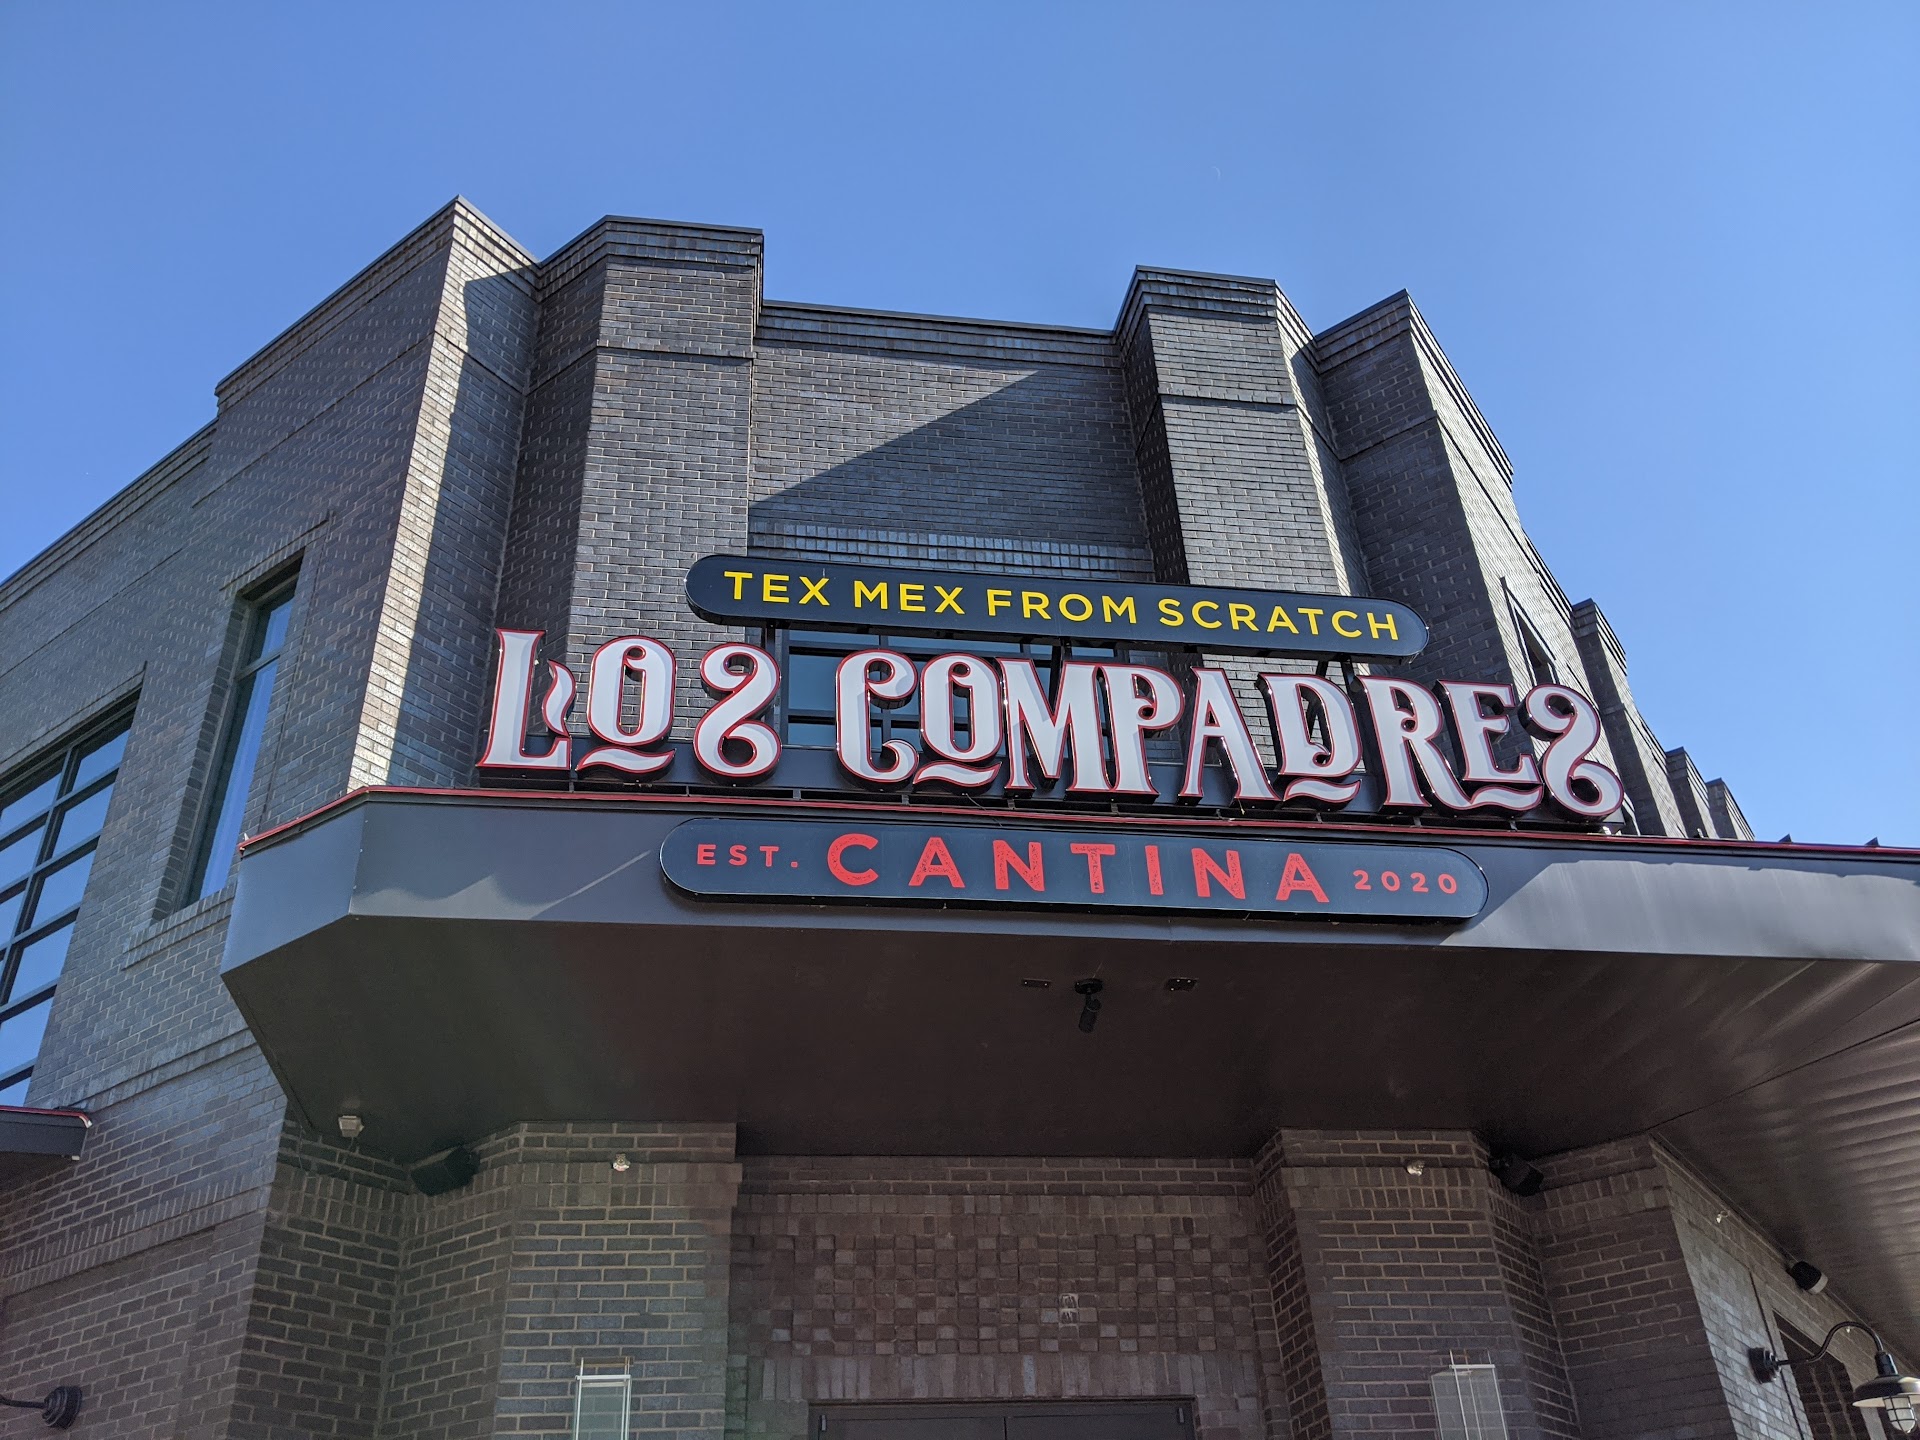 TEX MEX FROM SCRATCH
LOS COMPADRES
EST. CANTINA 2020